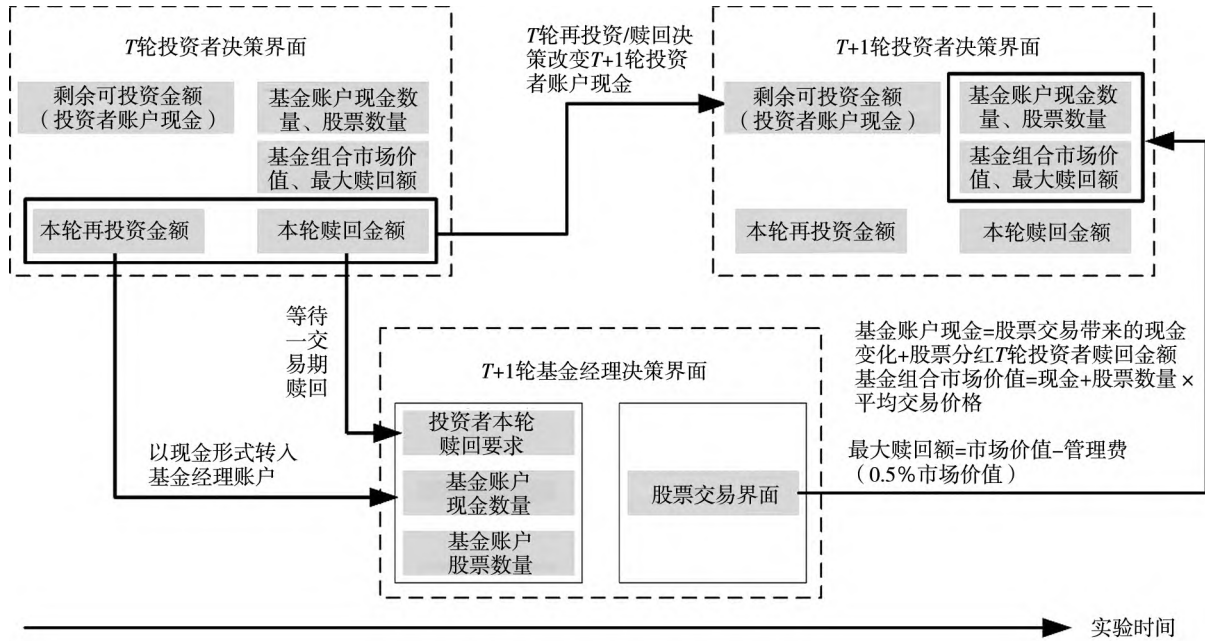 T轮投资者决策界面
剩余可投资金额
（投资者账户现金）
基金账户现金数
量、股票数量
基金组合市场价
值、最大赎回额
本轮再投资金额
本轮赎回金额
T轮再投资/赎回决
策改变T+1轮投资
者账户现金
T+1轮投资者决策界面
剩余可投资金额
（投资者账户现金）
基金账户现金数
量、股票数量
基金组合市场价
值、最大赎回额
本轮再投资金额
本轮赎回金额
等待
一交
易期
赎回
以现金形式转入
基金经理账户
T+1轮基金经理决策界面
投资者本轮
赎回要求
基金账户
现金数量
基金账户
股票数量
股票交易界面
基金账户现金=股票交易带来的现金
变化+股票分红T轮投资者赎回金额
基金组合市场价值=现金+股票数量×
平均交易价格
最大赎回额=市场价值−管理费
（0.5%市场价值）
实验时间